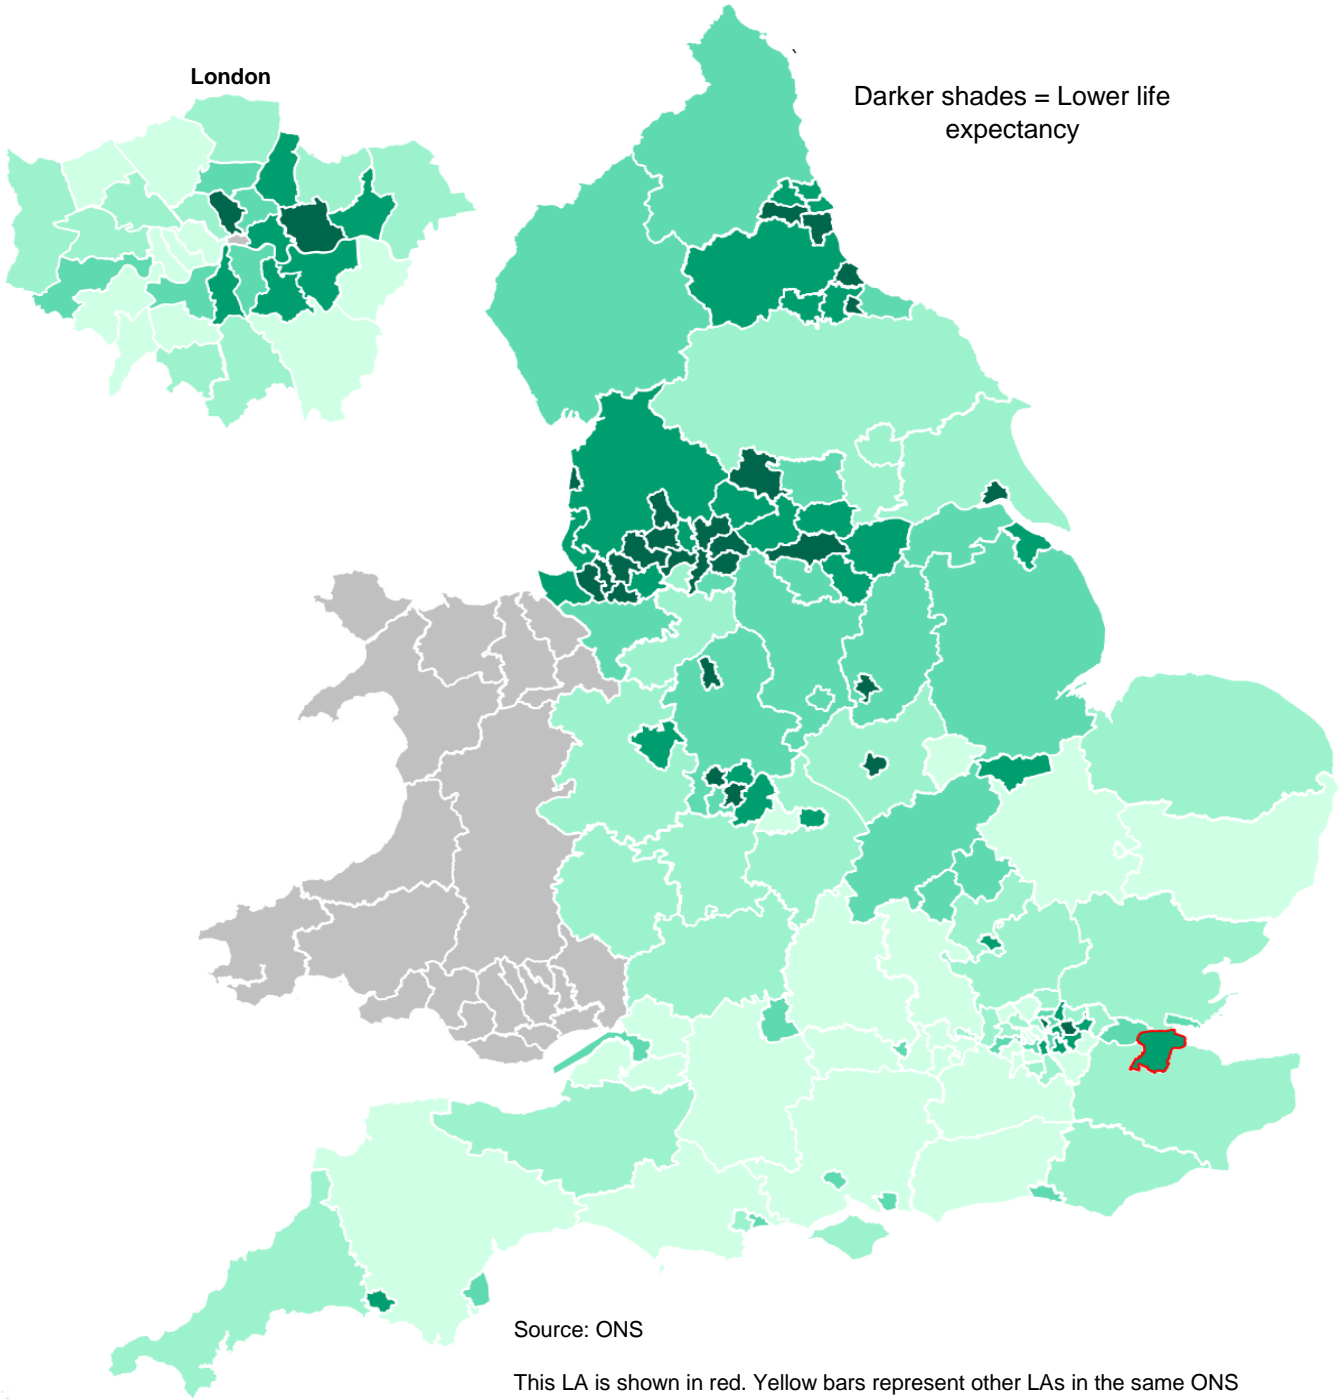 London
Darker shades = Lower life
expectancy
Source: ONS
This LA is shown in red. Yellow bars represent other LAs in the same ONS